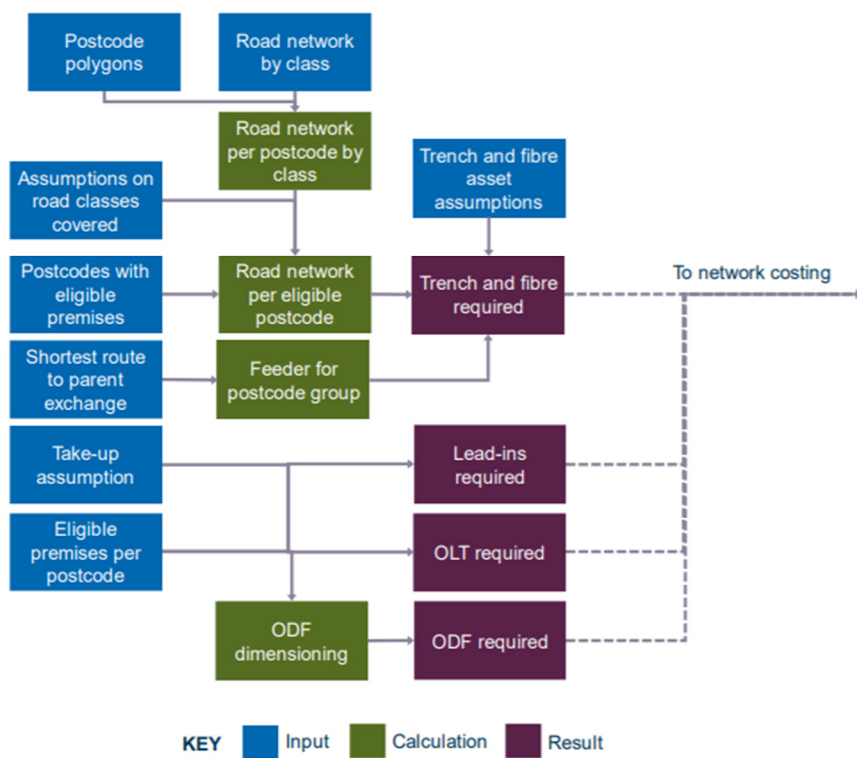 Postcode
polygons
Road network
by class
Road network
per postcode by
class
Trench and fibre
asset
assumptions
Assumptions on
road classes
covered
Postcodes with
eligible
premises
Road network
per eligible
postcode
Trench and fibre
required
To network costing
Shortest route
to parent
exchange
Feeder for
postcode group
Take-up
assumption
Lead-ins
required
Eligible
premises per
postcode
OLT required
ODF
dimensioning
ODF required
KEY
Input
Calculation
Result